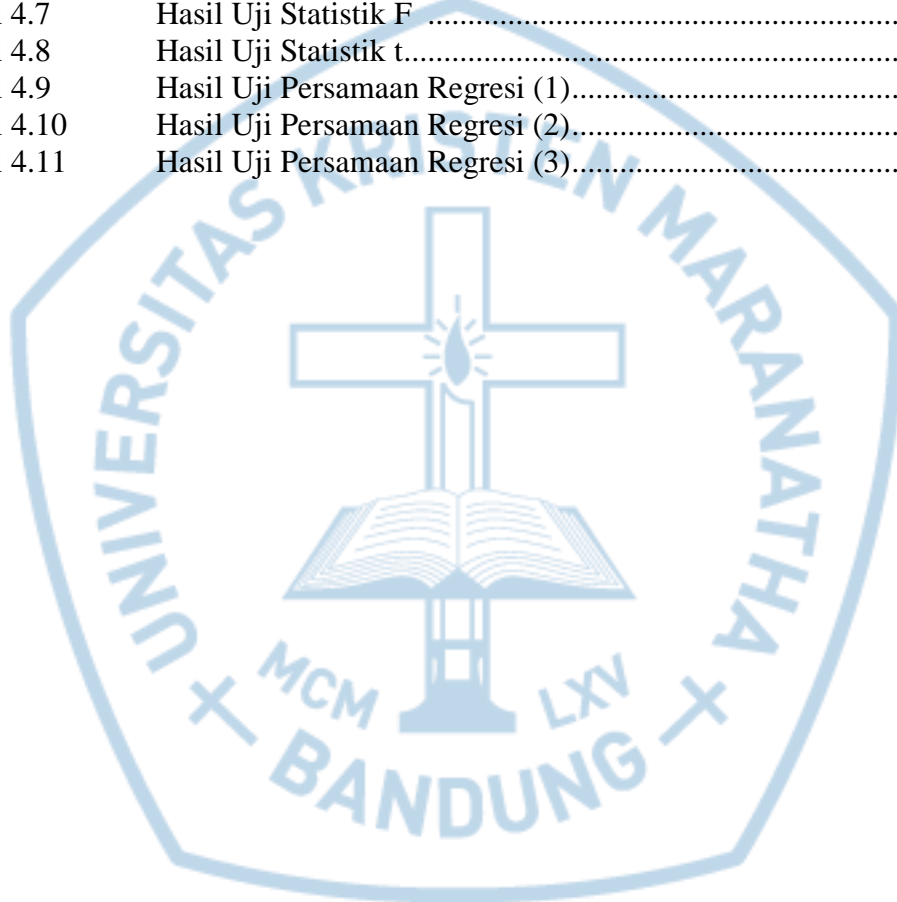 4.7 Hasil Uji Statistik F ........................................................
4.8 Hasil Uji Statistik t...........................................................
4.9 Hasil Uji Persamaan Regresi (1)......................................
4.10 Hasil Uji Persamaan Regresi (2)......................................
4.11 Hasil Uji Persamaan Regresi (3)......................................
UNIVERSITAS KRISTEN MARANATHA
MCM LXV
BANDUNG